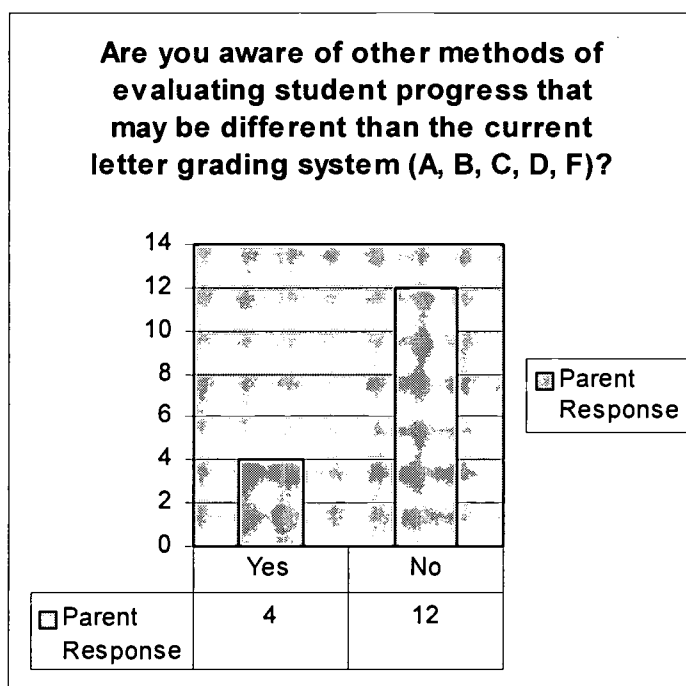 Are you aware of other methods of
evaluating student progress that
may be different than the current
letter grading system (A, B, C, D, F)?
14
12
10
8
6
4
2
0
Yes No
Parent Response 4 12
Parent
Response